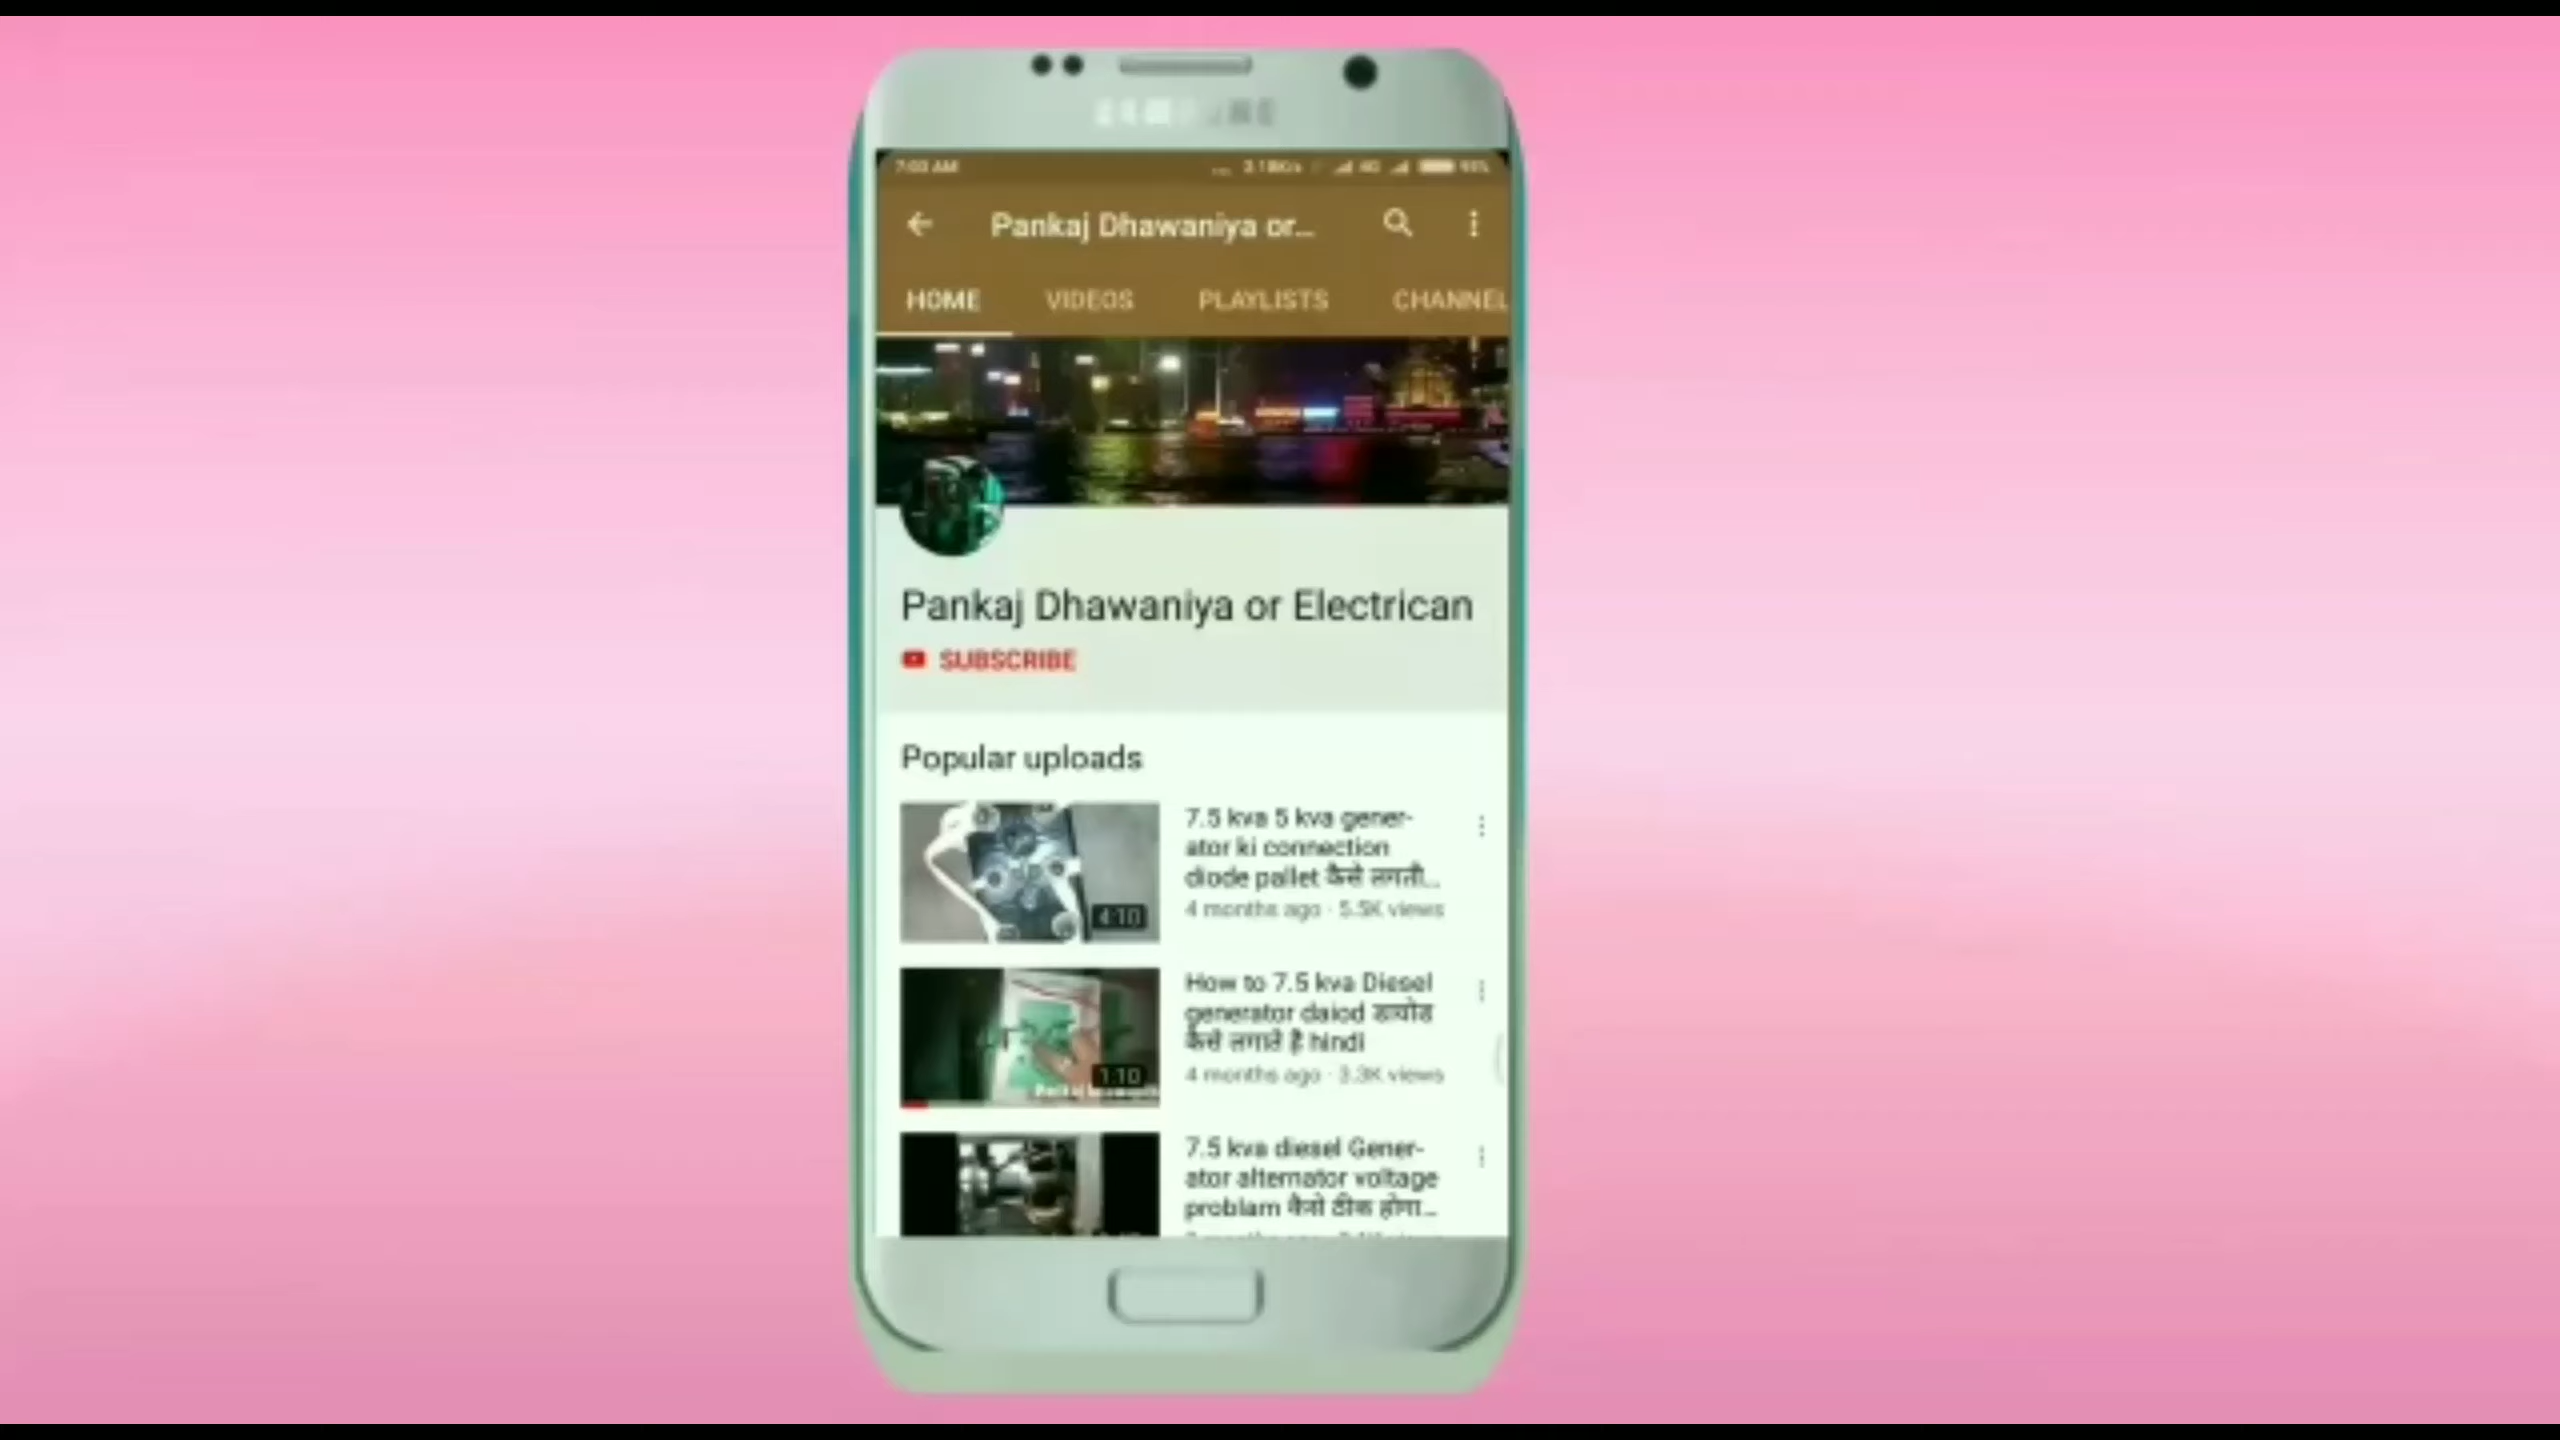 7:03 AM
Pankaj Dhawaniya or...
HOME VIDEOS PLAYLISTS CHANNEL
Pankaj Dhawaniya or Electrican
SUBSCRIBE
Popular uploads
7.5 kva 5 kva gener-
ator ki connection
diode pallet कैसे लगती...
4 months ago · 5.5K views
4:10
How to 7.5 kva Diesel
generator daiod डायोड
कैसे लगाते है hindi
4 months ago · 3.3K views
1:10
7.5 kva diesel Gener-
ator alternator voltage
problam कैसे ठीक होगा...